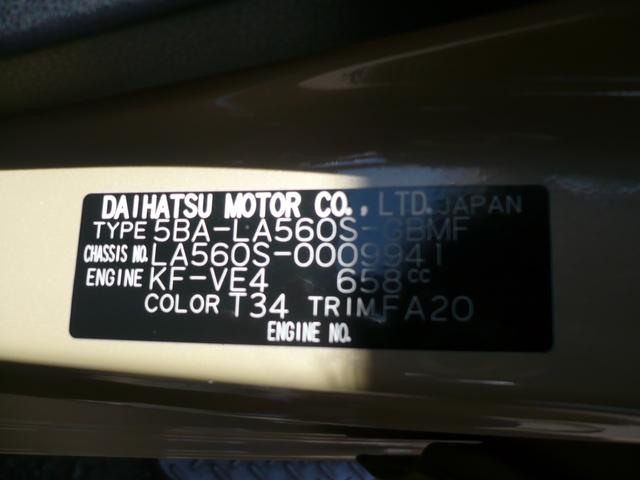 DAIHATSU MOTOR CO., LTD. JAPAN
TYPE 5BA-LA560S-GBMF
CHASSIS NO. LA560S-0009941
ENGINE KF-VE4 658cc
COLOR T34 TRIM FA20
ENGINE NO.